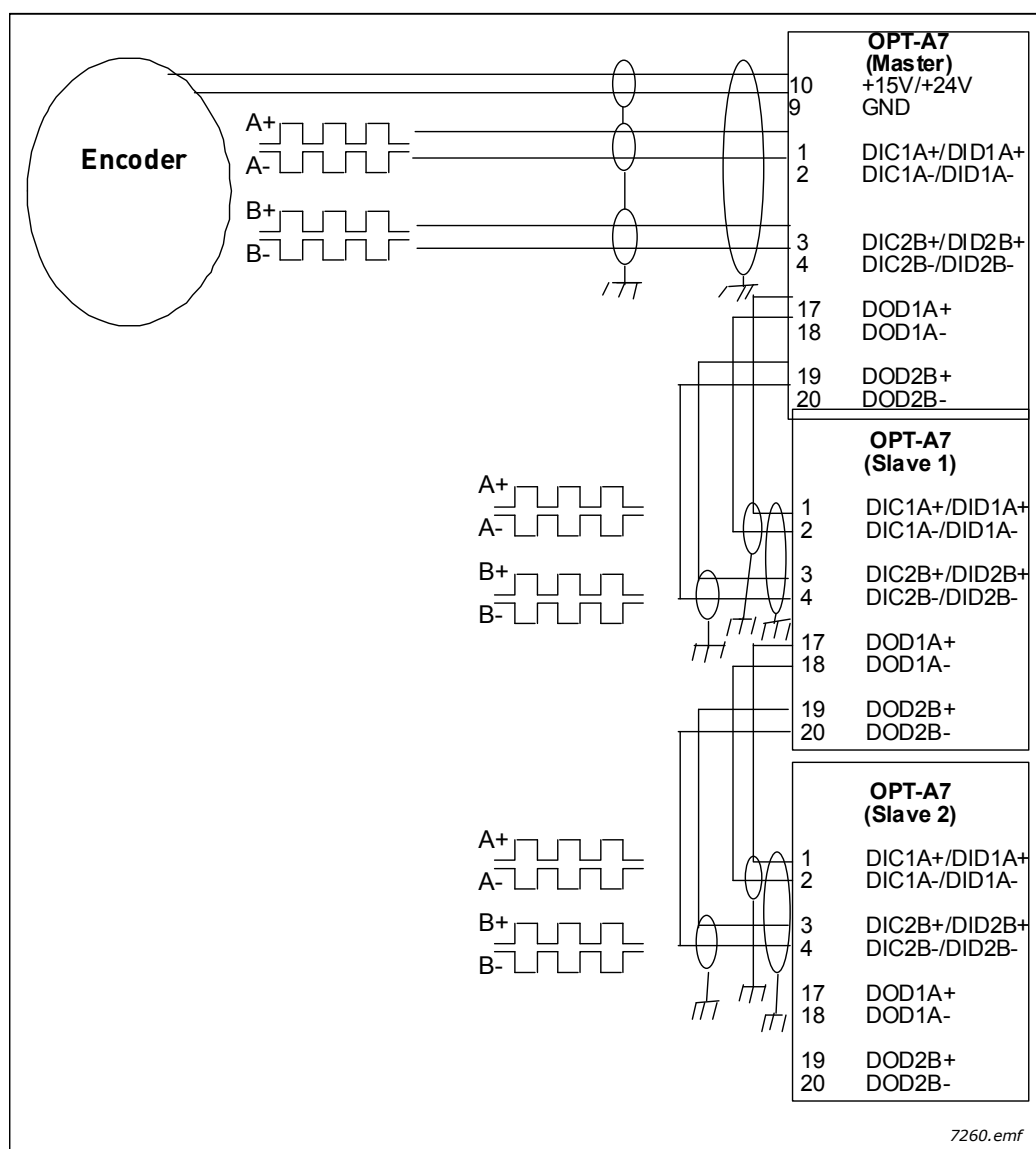 OPT-A7
(Master)
10 +15V/+24V
9 GND
A+
A-
Encoder
1 DIC1A+/DID1A+
2 DIC1A-/DID1A-
B+
B-
3 DIC2B+/DID2B+
4 DIC2B-/DID2B-
17 DOD1A+
18 DOD1A-
19 DOD2B+
20 DOD2B-
OPT-A7
(Slave 1)
A+
A-
1 DIC1A+/DID1A+
2 DIC1A-/DID1A-
B+
B-
3 DIC2B+/DID2B+
4 DIC2B-/DID2B-
17 DOD1A+
18 DOD1A-
19 DOD2B+
20 DOD2B-
OPT-A7
(Slave 2)
A+
A-
1 DIC1A+/DID1A+
2 DIC1A-/DID1A-
B+
B-
3 DIC2B+/DID2B+
4 DIC2B-/DID2B-
17 DOD1A+
18 DOD1A-
19 DOD2B+
20 DOD2B-
7260.emf